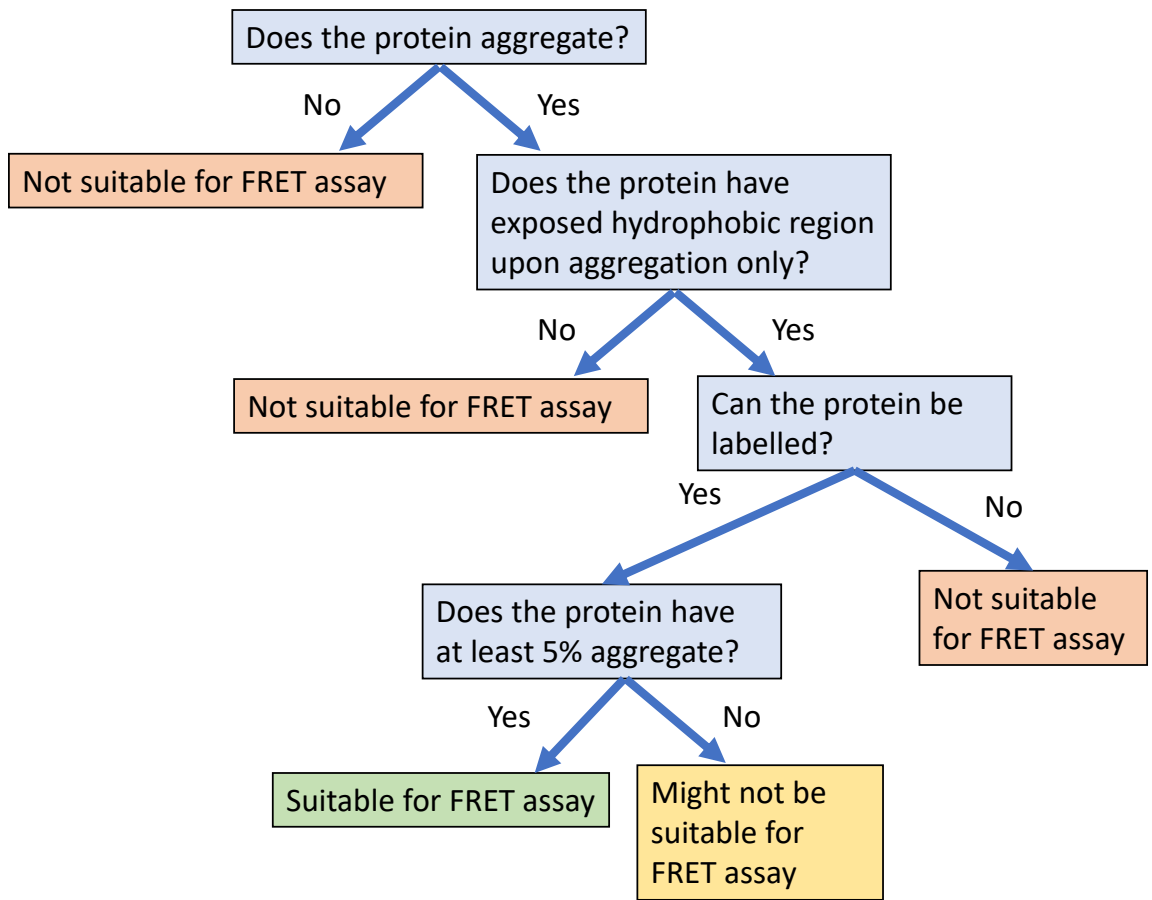 Does the protein aggregate?
No
Yes
Not suitable for FRET assay
Does the protein have
exposed hydrophobic region
upon aggregation only?
No
Yes
Not suitable for FRET assay
Can the protein be
labelled?
Yes
No
Does the protein have
at least 5% aggregate?
Not suitable
for FRET assay
Yes
No
Suitable for FRET assay
Might not be
suitable for
FRET assay